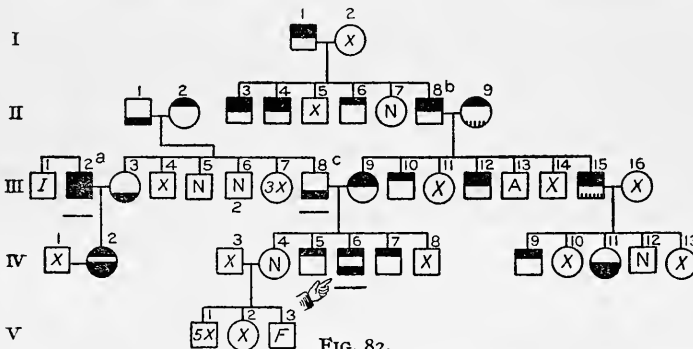 1 2
I X
1 2 3 4 5 6 7 8 b 9
II X N
1 2 a 3 4 5 6 7 8 c 9 10 11 12 13 14 15 16
III I X N N 3X X A X X
2
1 2 3 4 5 6 7 8 9 10 11 12 13
IV X X N X X N X
1 2 3
V 5X X F
FIG. 82.